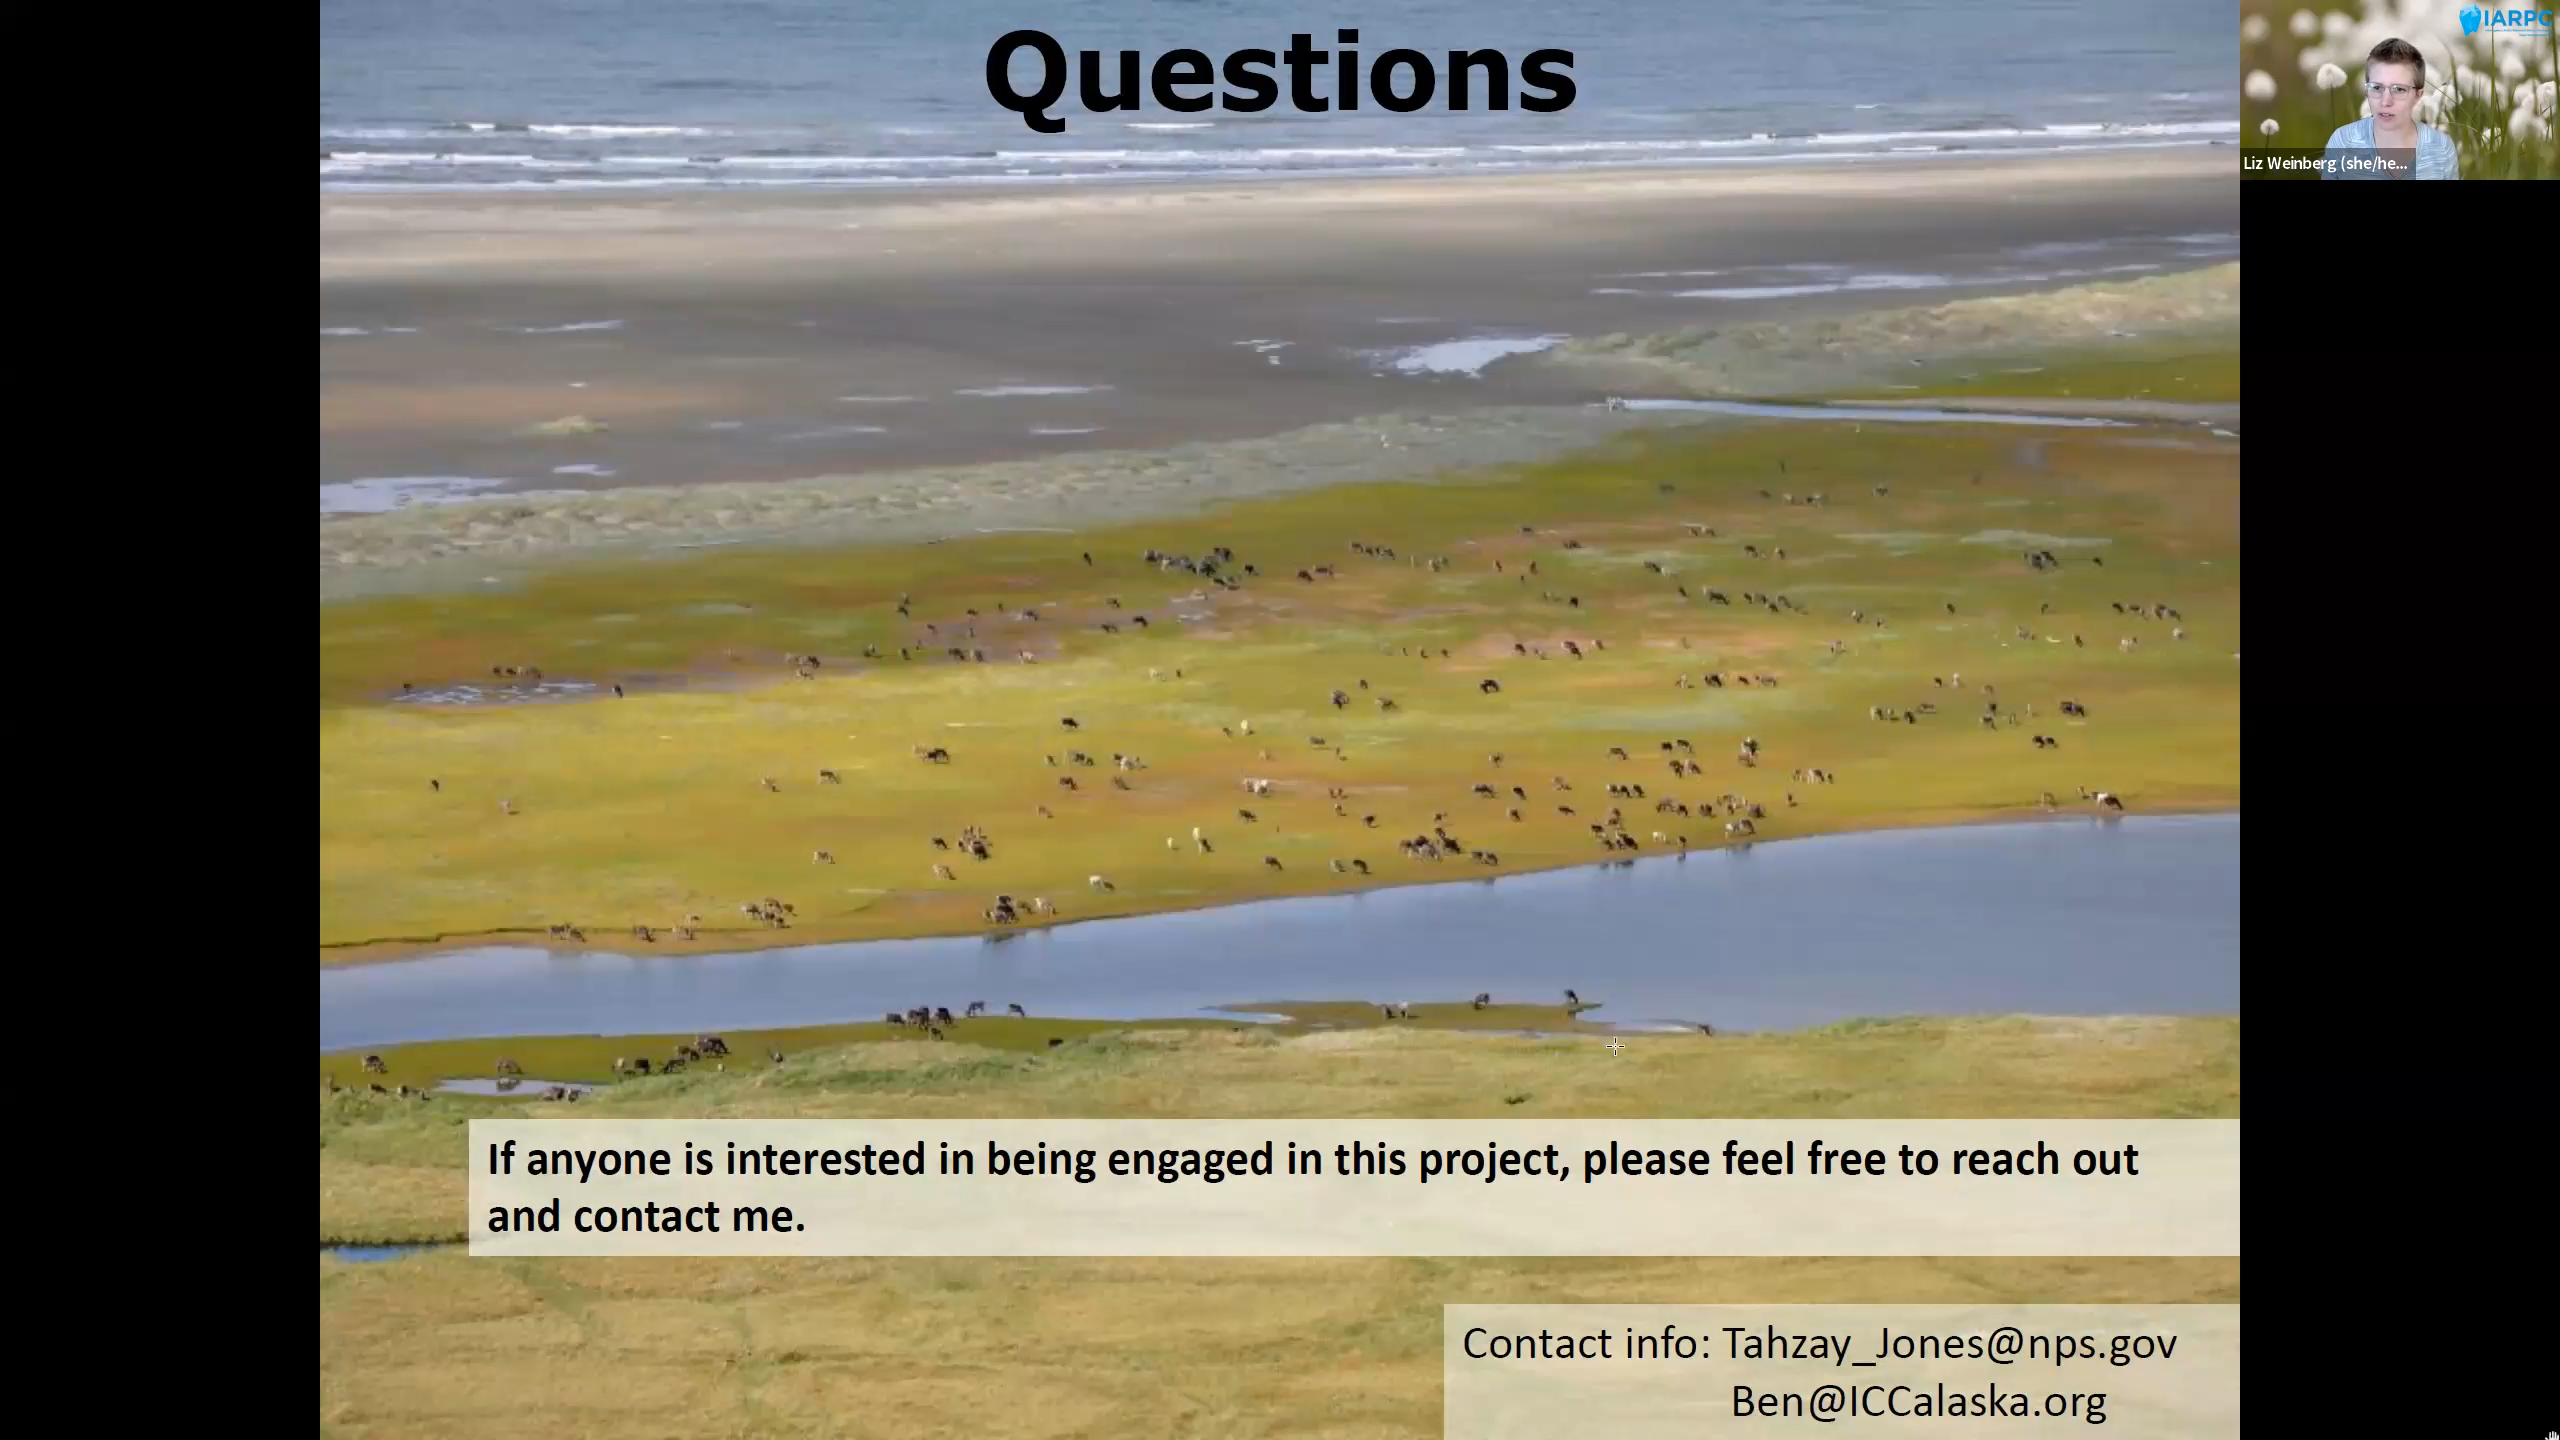 Questions
IARPC
Liz Weinberg (she/he...
If anyone is interested in being engaged in this project, please feel free to reach out
and contact me.
Contact info: Tahzay_Jones@nps.gov
Ben@ICCalaska.org